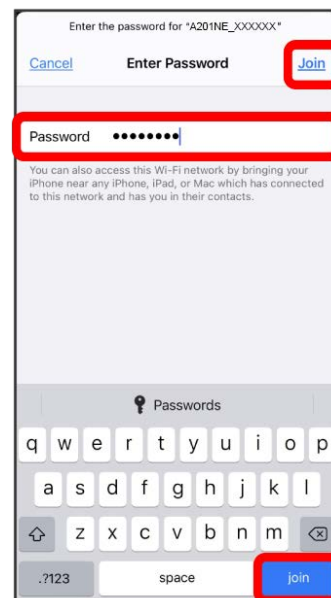 Enter the password for "A201NE_XXXXXX"
Cancel Enter Password Join
Password ••••••••
You can also access this Wi-Fi network by bringing your
iPhone near any iPhone, iPad, or Mac which has connected
to this network and has you in their contacts.
Passwords
q w e r t y u i o p
a s d f g h j k l
z x c v b n m
.?123 space join